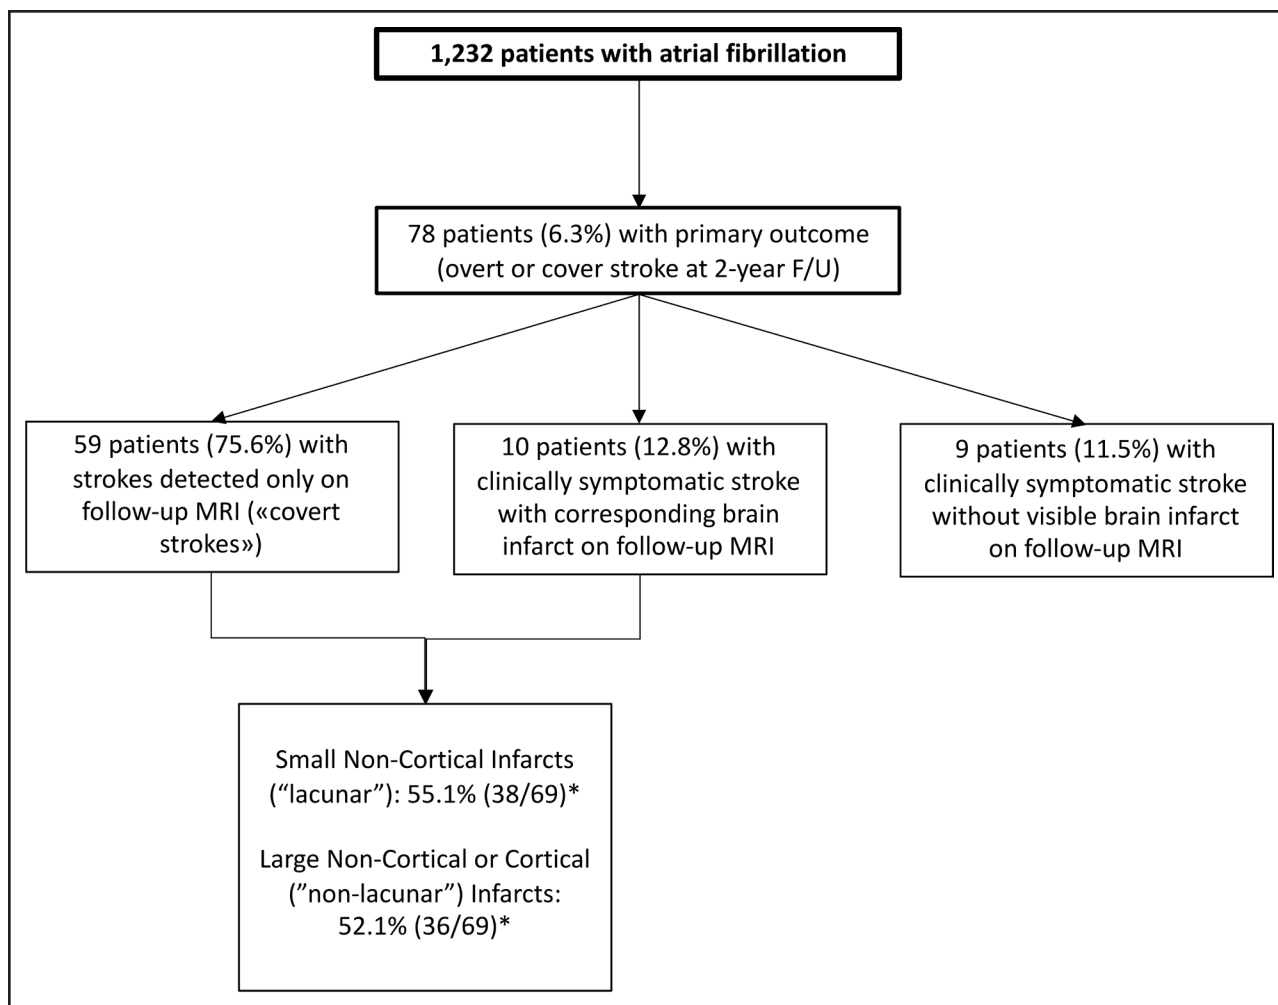 1,232 patients with atrial fibrillation
78 patients (6.3%) with primary outcome
(overt or cover stroke at 2-year F/U)
59 patients (75.6%) with
strokes detected only on
follow-up MRI («covert
strokes»)
10 patients (12.8%) with
clinically symptomatic stroke
with corresponding brain
infarct on follow-up MRI
9 patients (11.5%) with
clinically symptomatic stroke
without visible brain infarct
on follow-up MRI
Small Non-Cortical Infarcts
(“lacunar”): 55.1% (38/69)*
Large Non-Cortical or Cortical
(”non-lacunar”) Infarcts:
52.1% (36/69)*